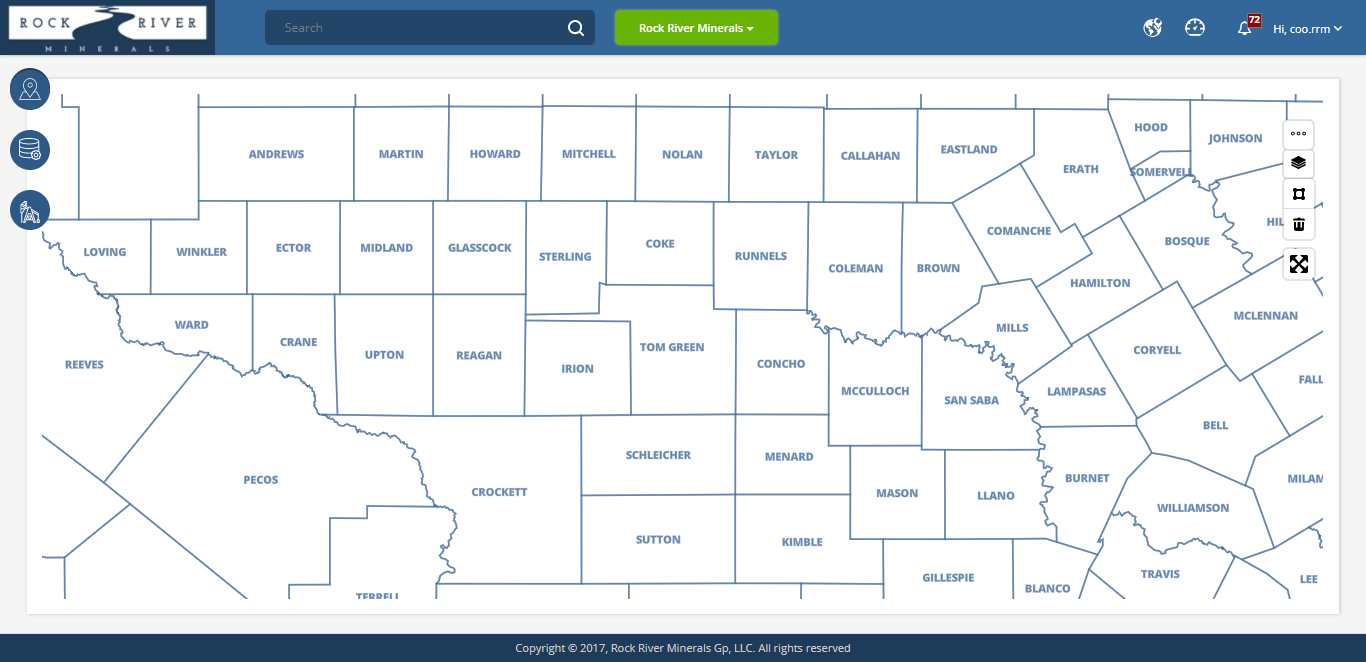 ROCK RIVER
MINERALS
Search
Rock River Minerals
72
Hi, coo.rrm
HOOD
JOHNSON
ANDREWS
MARTIN
HOWARD
MITCHELL
NOLAN
TAYLOR
CALLAHAN
EASTLAND
ERATH
SOMERVELL
HIL
LOVING
WINKLER
ECTOR
MIDLAND
GLASSCOCK
STERLING
COKE
RUNNELS
COLEMAN
BROWN
COMANCHE
BOSQUE
HAMILTON
WARD
CRANE
MCLENNAN
REEVES
UPTON
REAGAN
IRION
TOM GREEN
CONCHO
MILLS
CORYELL
MCCULLOCH
SAN SABA
LAMPASAS
FALL
BELL
PECOS
CROCKETT
SCHLEICHER
MENARD
MASON
LLANO
BURNET
MILAM
WILLIAMSON
SUTTON
KIMBLE
GILLESPIE
BLANCO
TRAVIS
LEE
TERRELL
Copyright © 2017, Rock River Minerals Gp, LLC. All rights reserved